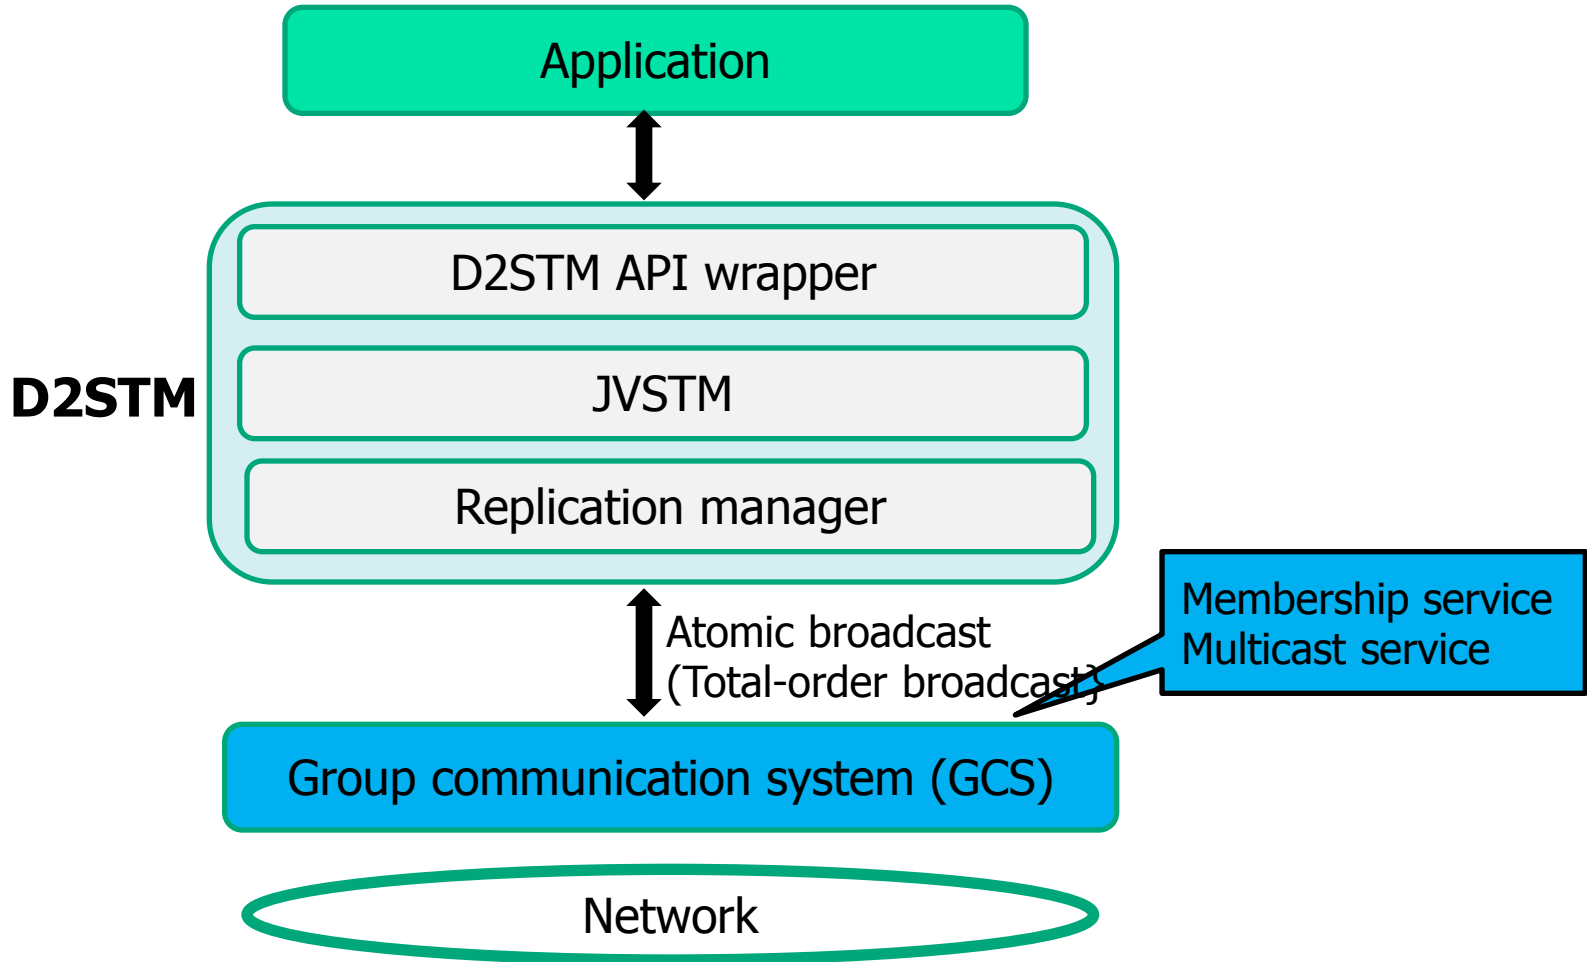 Application
D2STM API wrapper
D2STM
JVSTM
Replication manager
Atomic broadcast
(Total-order broadcast}
Membership service
Multicast service
Group communication system (GCS)
Network